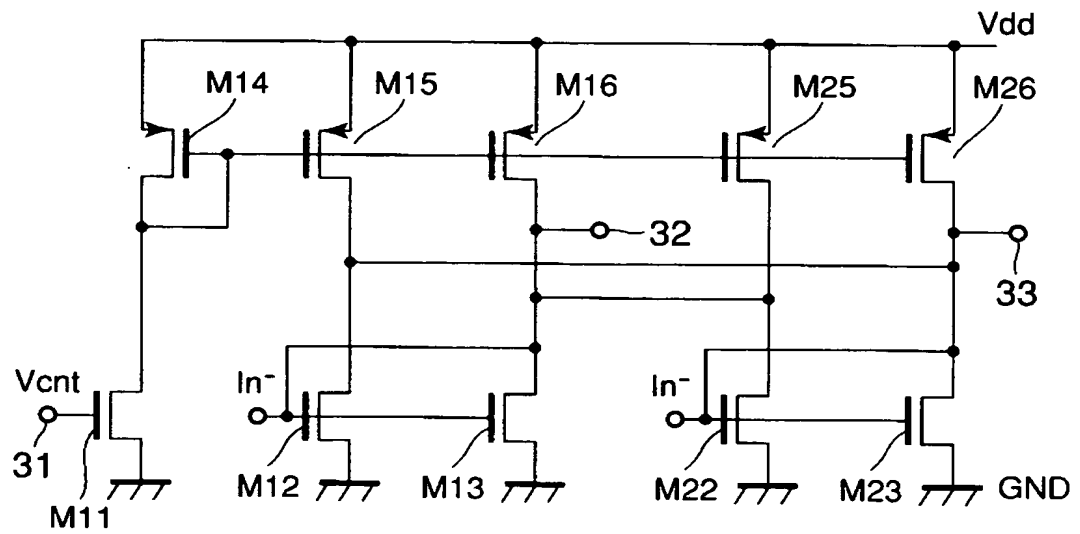 Vdd
M14
M15
M16
M25
M26
32
33
Vcnt
In-
In-
31
M11
M12
M13
M22
M23
GND